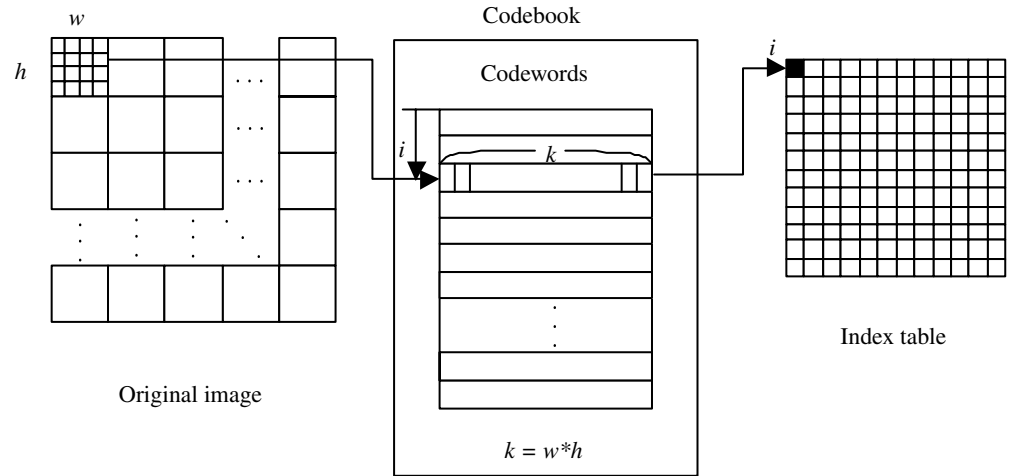 Codebook
w
h
Codewords
i
k
i
Index table
Original image
k = w*h